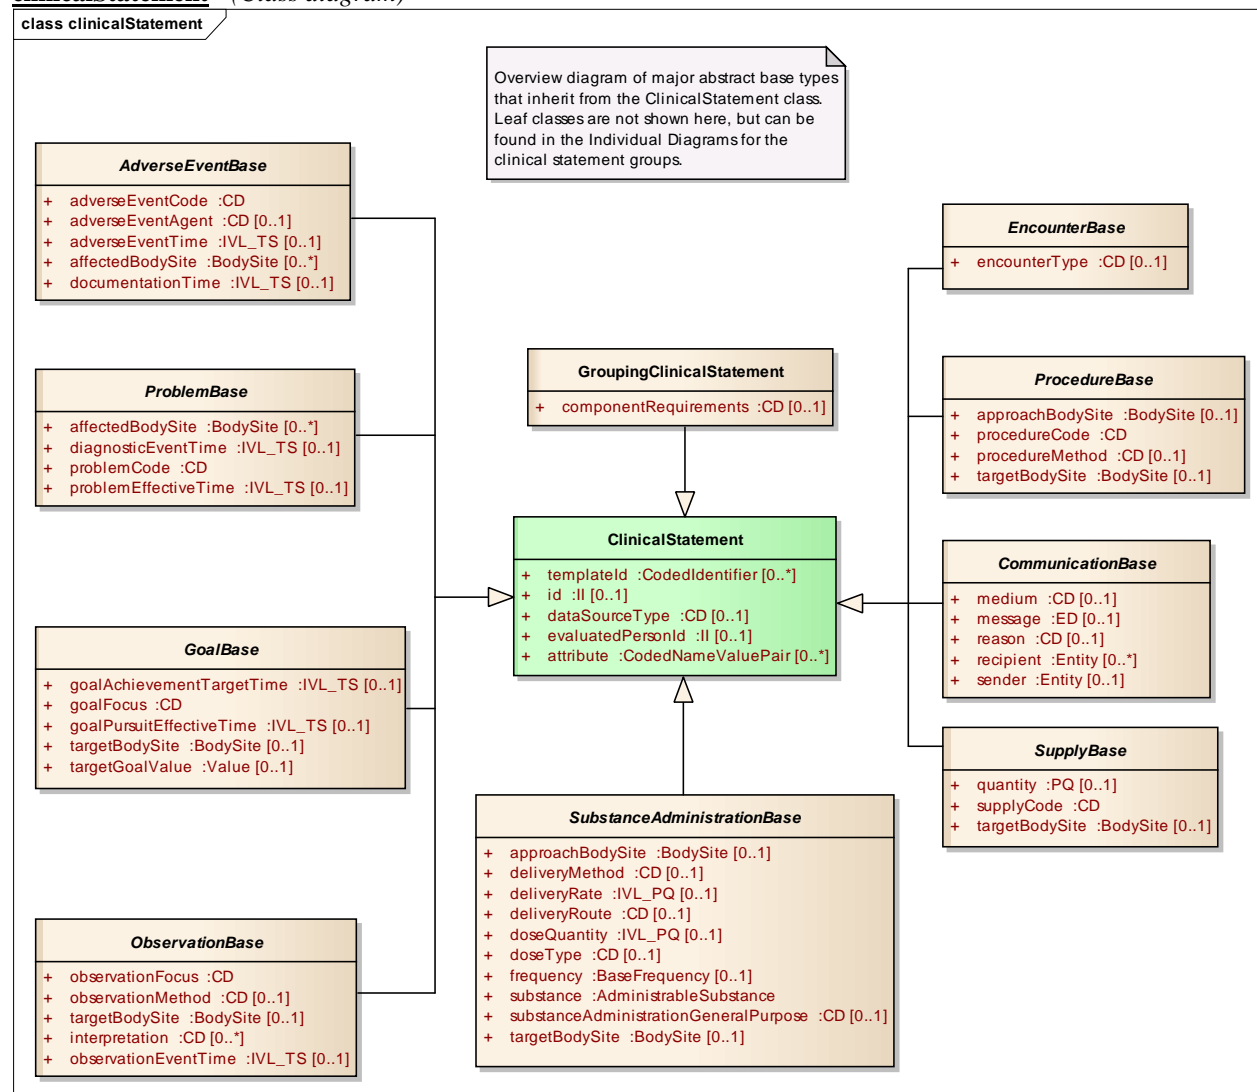 clinicalStatement (Class diagram)
class clinicalStatement
Overview diagram of major abstract base types
that inherit from the ClinicalStatement class.
Leaf classes are not shown here, but can be
found in the Individual Diagrams for the
clinical statement groups.
AdverseEventBase
+ adverseEventCode :CD
+ adverseEventAgent :CD [0..1]
+ adverseEventTime :IVL_TS [0..1]
+ affectedBodySite :BodySite [0..*]
+ documentationTime :IVL_TS [0..1]
EncounterBase
+ encounterType :CD [0..1]
GroupingClinicalStatement
+ componentRequirements :CD [0..1]
ProblemBase
+ affectedBodySite :BodySite [0..*]
+ diagnosticEventTime :IVL_TS [0..1]
+ problemCode :CD
+ problemEffectiveTime :IVL_TS [0..1]
ProcedureBase
+ approachBodySite :BodySite [0..1]
+ procedureCode :CD
+ procedureMethod :CD [0..1]
+ targetBodySite :BodySite [0..1]
ClinicalStatement
+ templateId :CodedIdentifier [0..*]
+ id :II [0..1]
+ dataSourceType :CD [0..1]
+ evaluatedPersonId :II [0..1]
+ attribute :CodedNameValuePair [0..*]
CommunicationBase
+ medium :CD [0..1]
+ message :ED [0..1]
+ reason :CD [0..1]
+ recipient :Entity [0..*]
+ sender :Entity [0..1]
GoalBase
+ goalAchievementTargetTime :IVL_TS [0..1]
+ goalFocus :CD
+ goalPursuitEffectiveTime :IVL_TS [0..1]
+ targetBodySite :BodySite [0..1]
+ targetGoalValue :Value [0..1]
SupplyBase
+ quantity :PQ [0..1]
+ supplyCode :CD
+ targetBodySite :BodySite [0..1]
SubstanceAdministrationBase
+ approachBodySite :BodySite [0..1]
+ deliveryMethod :CD [0..1]
+ deliveryRate :IVL_PQ [0..1]
+ deliveryRoute :CD [0..1]
+ doseQuantity :IVL_PQ [0..1]
+ doseType :CD [0..1]
+ frequency :BaseFrequency [0..1]
+ substance :AdministrableSubstance
+ substanceAdministrationGeneralPurpose :CD [0..1]
+ targetBodySite :BodySite [0..1]
ObservationBase
+ observationFocus :CD
+ observationMethod :CD [0..1]
+ targetBodySite :BodySite [0..1]
+ interpretation :CD [0..*]
+ observationEventTime :IVL_TS [0..1]